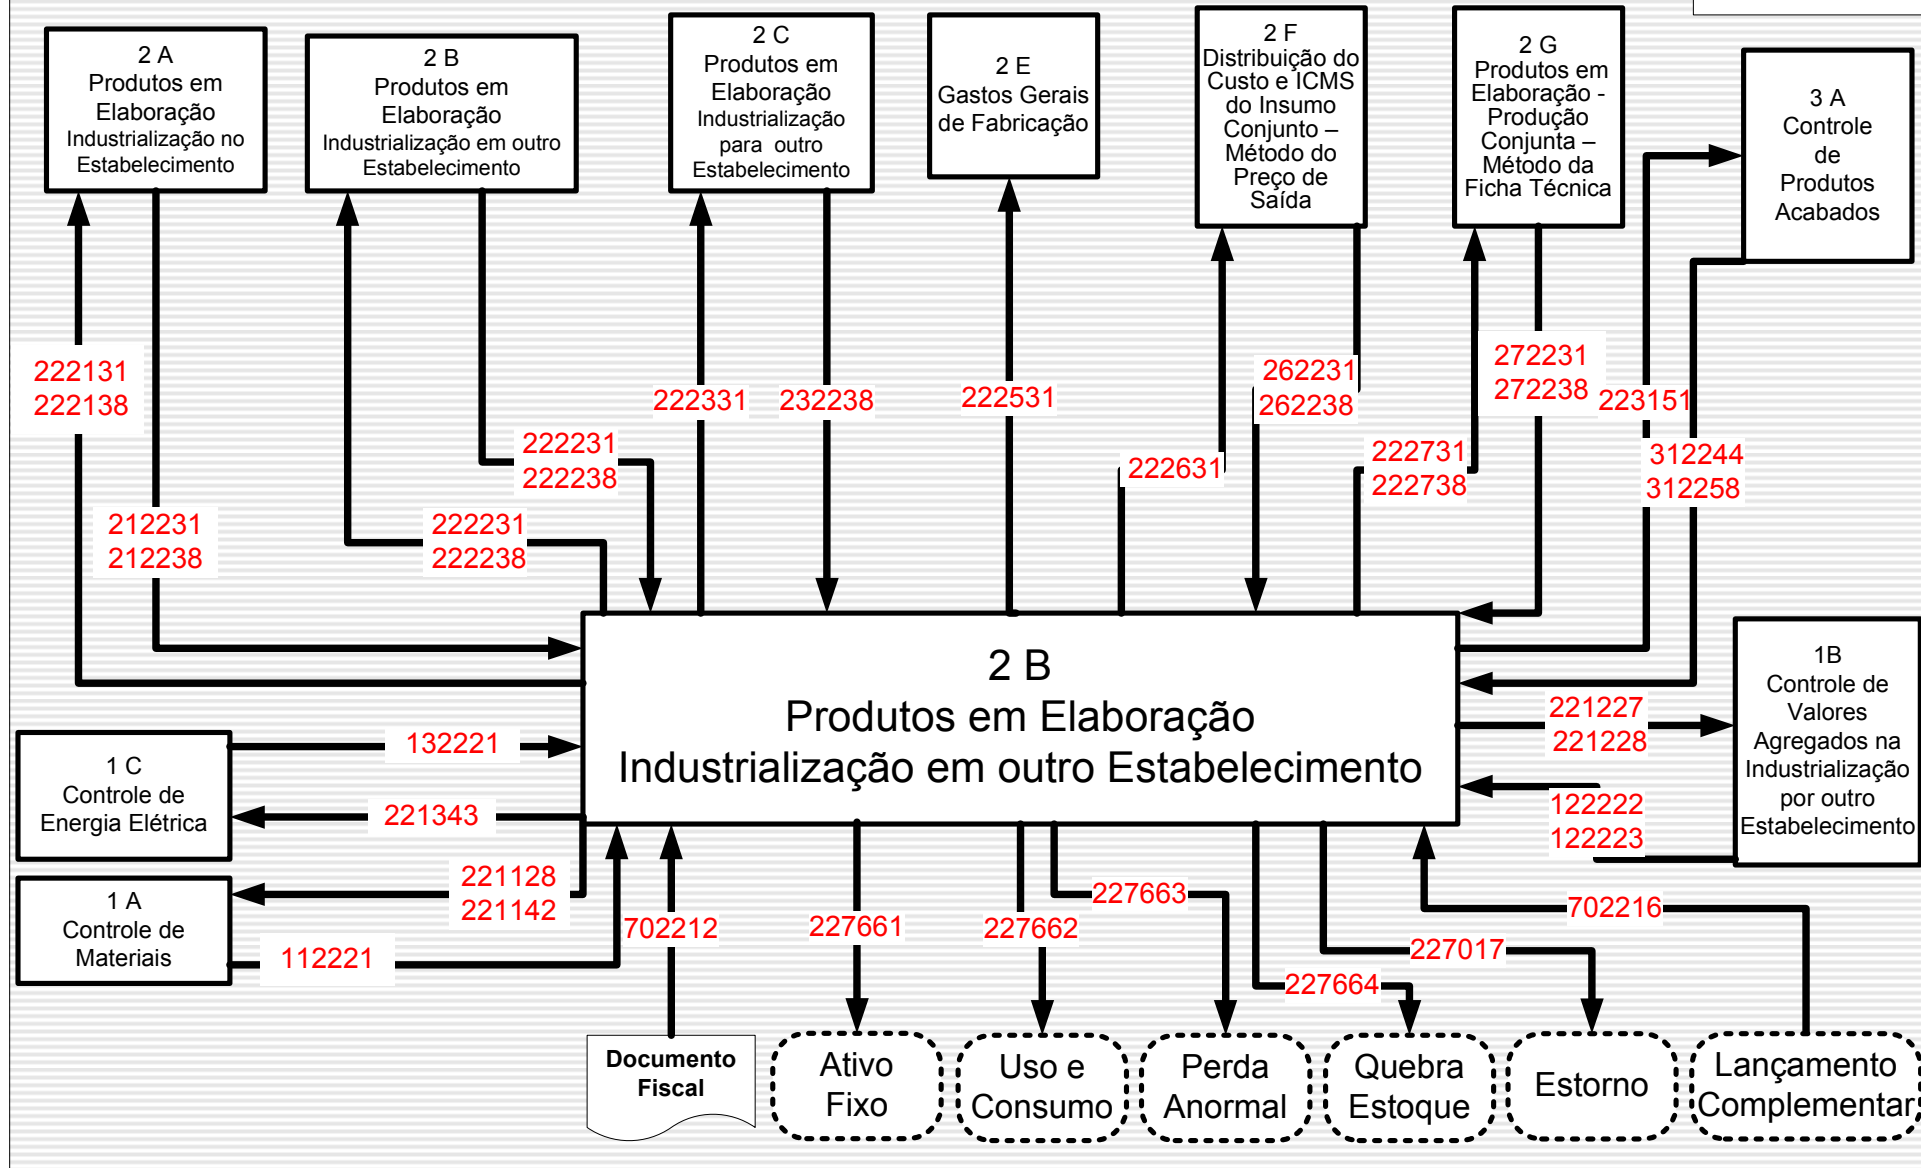 2 A
Produtos em
Elaboração
Industrialização no
Estabelecimento
2 B
Produtos em
Elaboração
Industrialização em outro
Estabelecimento
2 C
Produtos em
Elaboração
Industrialização
para outro
Estabelecimento
2 E
Gastos Gerais
de Fabricação
2 F
Distribuição do
Custo e ICMS
do Insumo
Conjunto –
Método do
Preço de
Saída
2 G
Produtos em
Elaboração -
Produção
Conjunta –
Método da
Ficha Técnica
3 A
Controle
de
Produtos
Acabados
222131
222138
212231
212238
222231
222238
222231
222238
222331
232238
222531
222631
262231
262238
222731
222738
272231
272238
223151
312244
312258
2 B
Produtos em Elaboração
Industrialização em outro Estabelecimento
1 C
Controle de
Energia Elétrica
132221
221343
1 A
Controle de
Materiais
221128
221142
112221
702212
227661
227662
227663
227664
227017
702216
221227
221228
122222
122223
1B
Controle de
Valores
Agregados na
Industrialização
por outro
Estabelecimento
Documento
Fiscal
Ativo
Fixo
Uso e
Consumo
Perda
Anormal
Quebra
Estoque
Estorno
Lançamento
Complementar